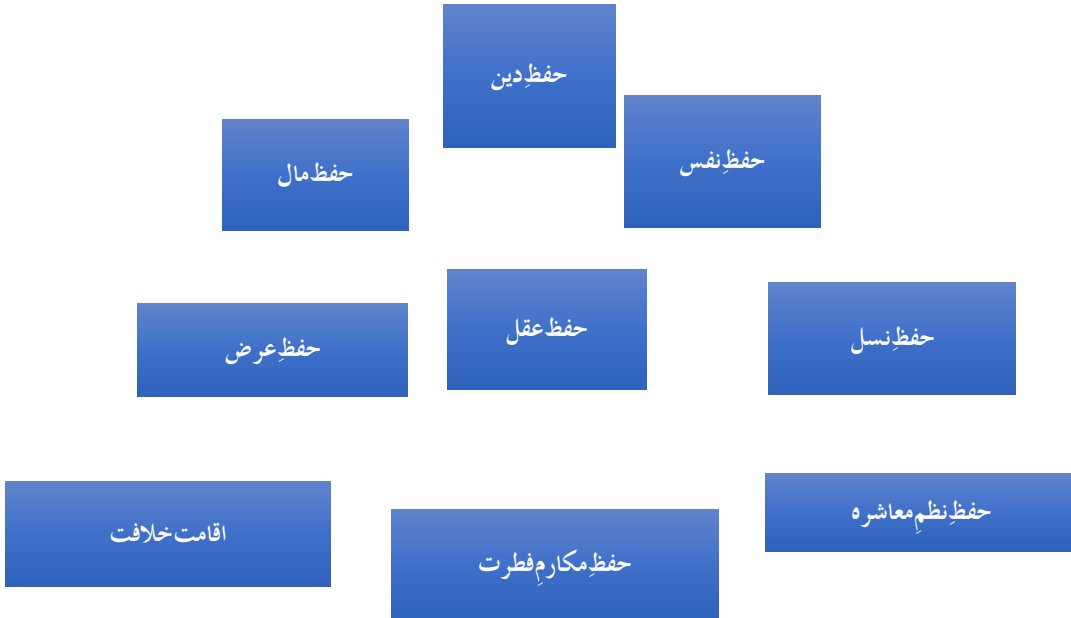 حفظِ دین
حفظِ نفس
حفظ مال
حفظِ نسل
حفظ عقل
حفظِ عرض
حفظِ نظمِ معاشرہ
حفظِ مکارمِ فطرت
اقامت خلافت